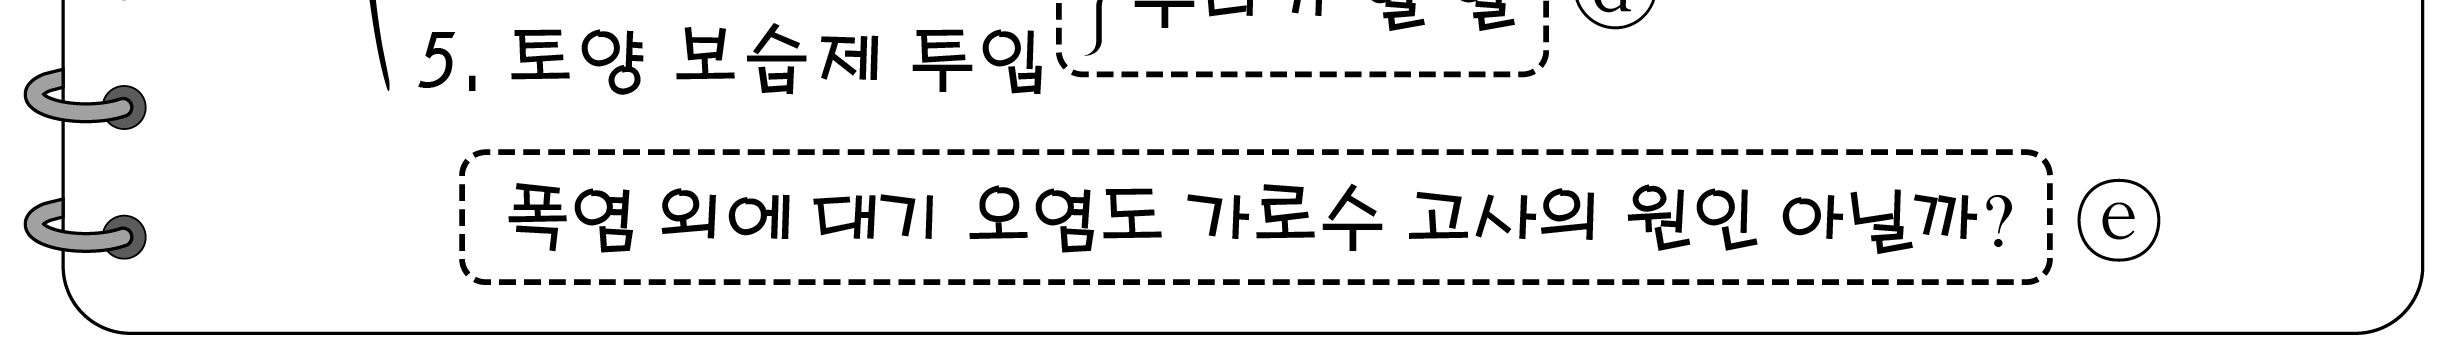 5. 토양 보습제 투입
폭염 외에 대기 오염도 가로수 고사의 원인 아닐까? ⓔ